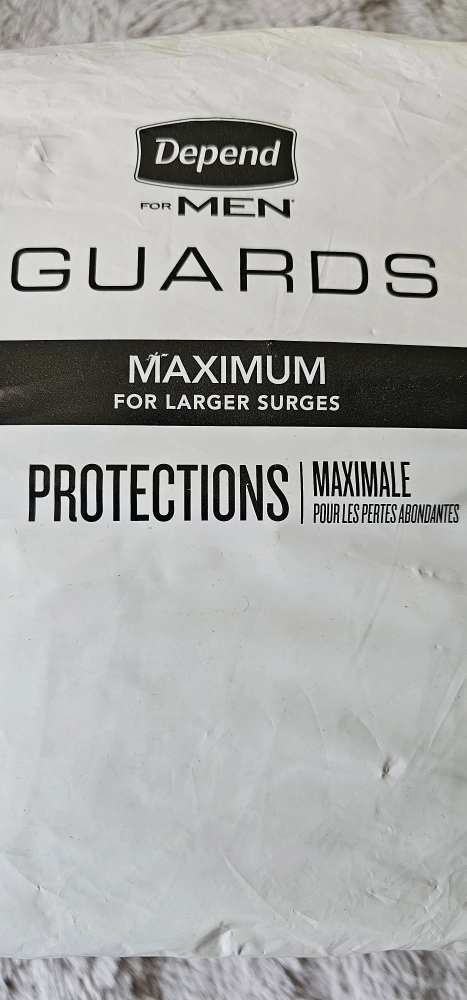 Depend
FOR MEN
GUARDS
MAXIMUM
FOR LARGER SURGES
PROTECTIONS | MAXIMALE
POUR LES PERTES ABONDANTES